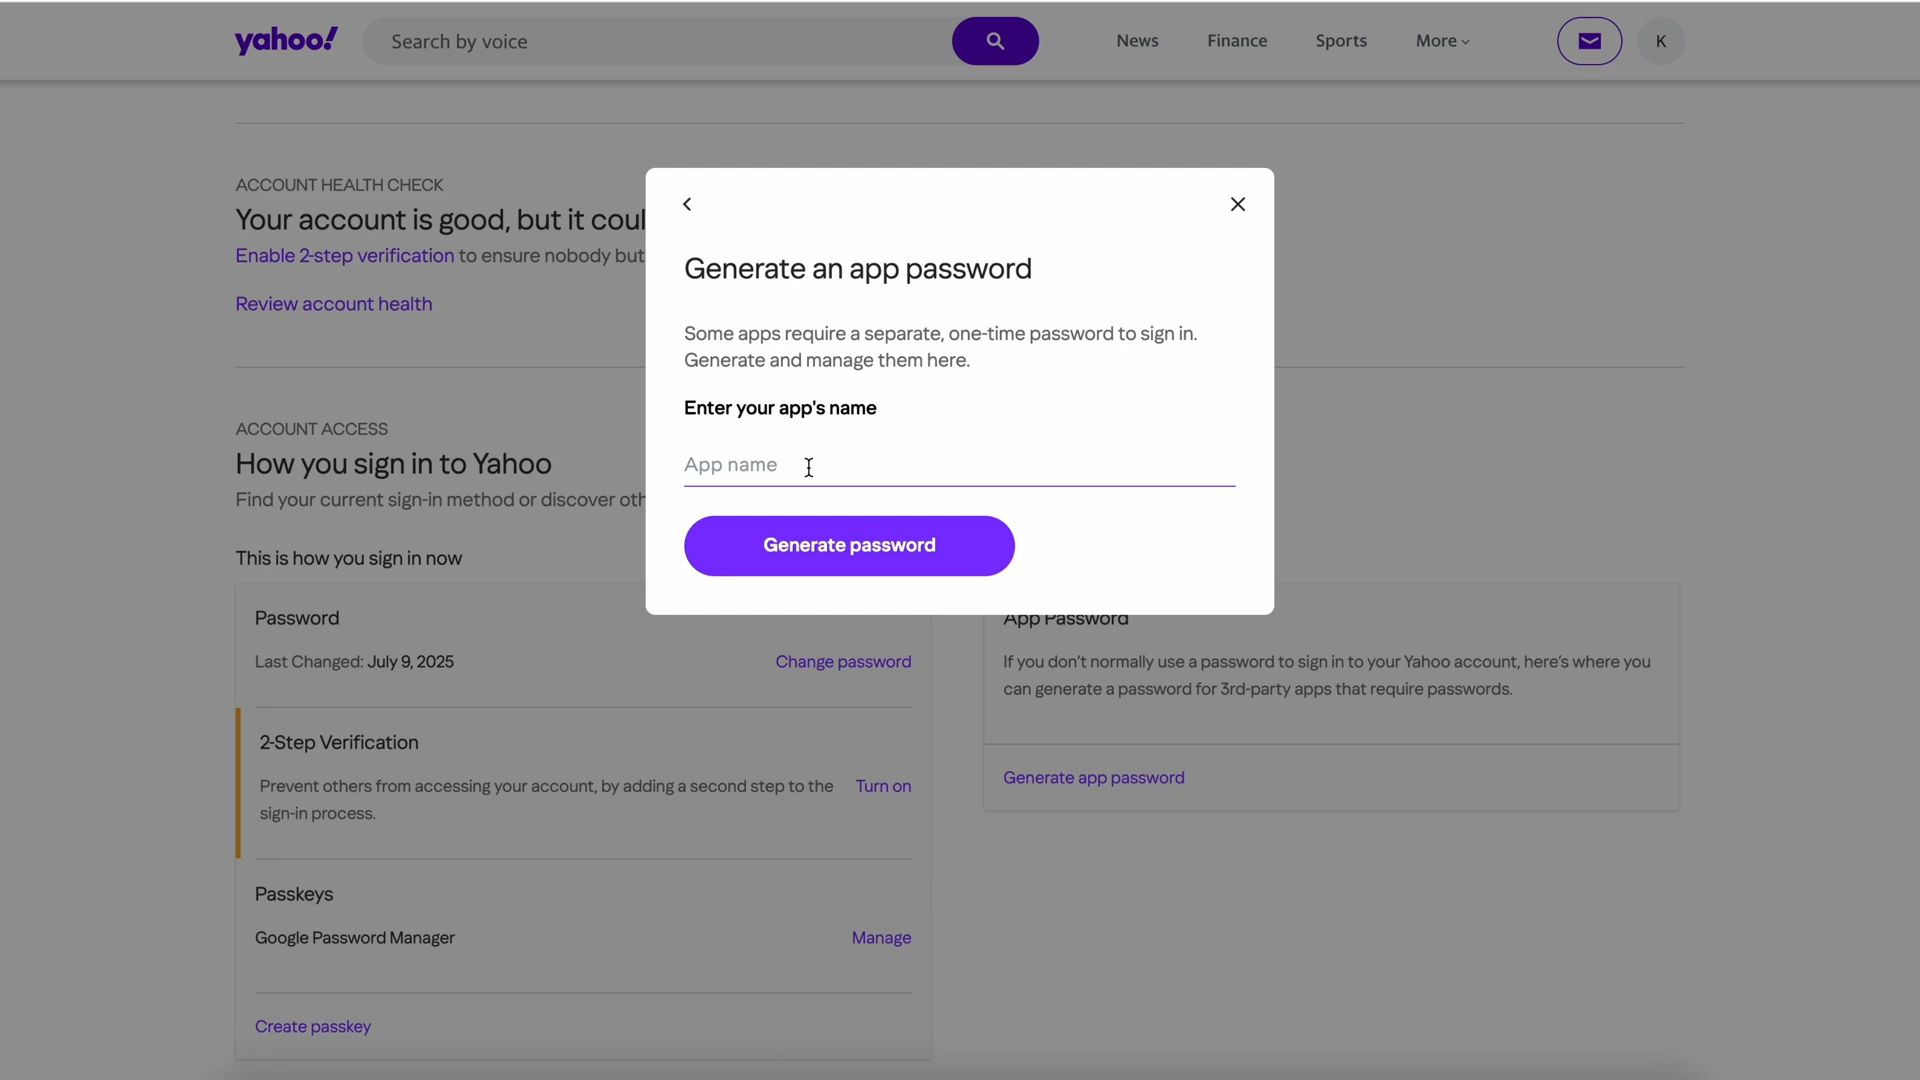 yahoo!
Search by voice
News
Finance
Sports
More
K
ACCOUNT HEALTH CHECK
Your account is good, but it coul
Enable 2-step verification to ensure nobody but
Review account health
ACCOUNT ACCESS
How you sign in to Yahoo
Find your current sign-in method or discover oth
This is how you sign in now
Generate an app password
Some apps require a separate, one-time password to sign in.
Generate and manage them here.
Enter your app's name
App name
Generate password
Password
Last Changed: July 9, 2025
Change password
2-Step Verification
Prevent others from accessing your account, by adding a second step to the
sign-in process.
Turn on
Passkeys
Google Password Manager
Manage
Create passkey
App Password
If you don't normally use a password to sign in to your Yahoo account, here's where you
can generate a password for 3rd-party apps that require passwords.
Generate app password